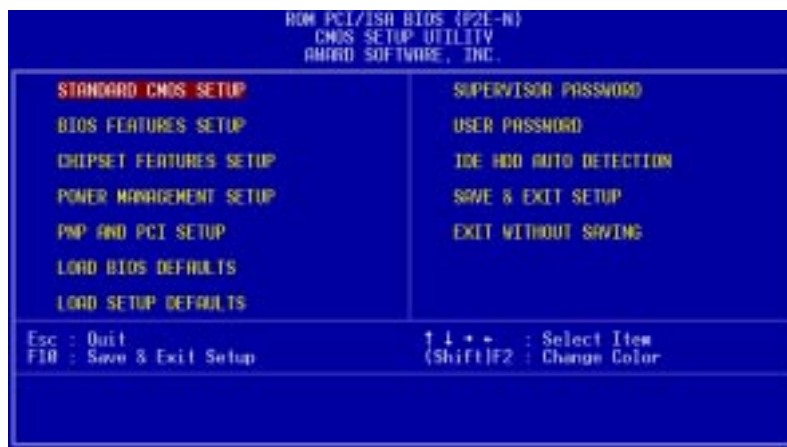 ROM PCI/ISA BIOS (P2E-N)
CMOS SETUP UTILITY
AWARD SOFTWARE, INC.
STANDARD CMOS SETUP
BIOS FEATURES SETUP
CHIPSET FEATURES SETUP
POWER MANAGEMENT SETUP
PNP AND PCI SETUP
LOAD BIOS DEFAULTS
LOAD SETUP DEFAULTS
SUPERVISOR PASSWORD
USER PASSWORD
IDE HDD AUTO DETECTION
SAVE & EXIT SETUP
EXIT WITHOUT SAVING
Esc : Quit
F10 : Save & Exit Setup
↑ ↓ → ← : Select Item
(Shift)F2 : Change Color